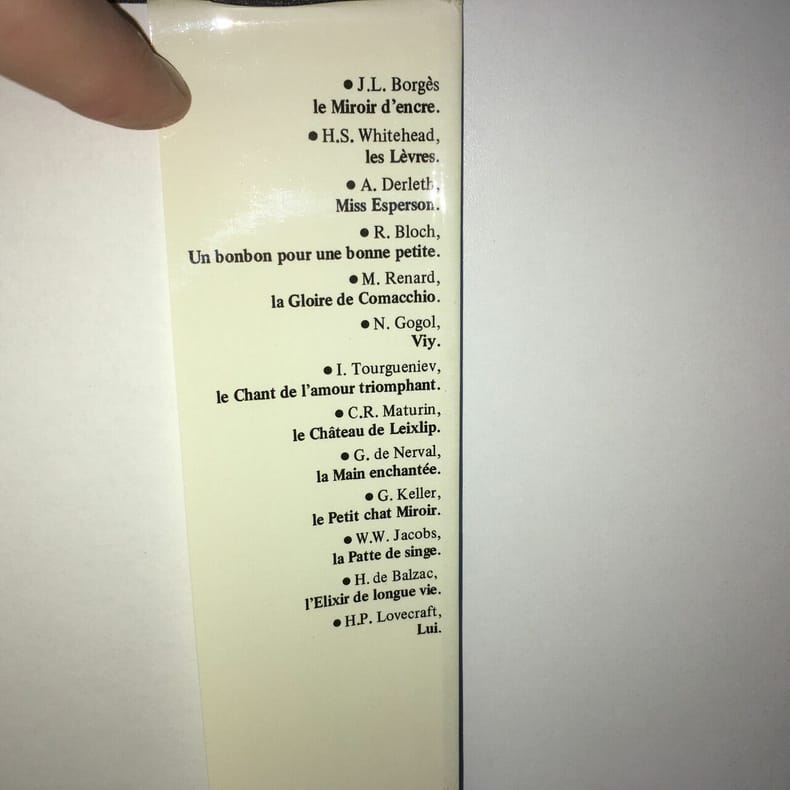 ● J.L. Borgès
le Miroir d'encre.
● H.S. Whitehead,
les Lèvres.
● A. Derleth,
Miss Esperson.
● R. Bloch,
Un bonbon pour une bonne petite.
● M. Renard,
la Gloire de Comacchio.
● N. Gogol,
Viy.
● I. Tourgueniev,
le Chant de l'amour triomphant.
● C.R. Maturin,
le Château de Leixlip.
● G. de Nerval,
la Main enchantée.
● G. Keller,
le Petit chat Miroir.
● W.W. Jacobs,
la Patte de singe.
● H. de Balzac,
l'Elixir de longue vie.
● H.P. Lovecraft,
Lui.